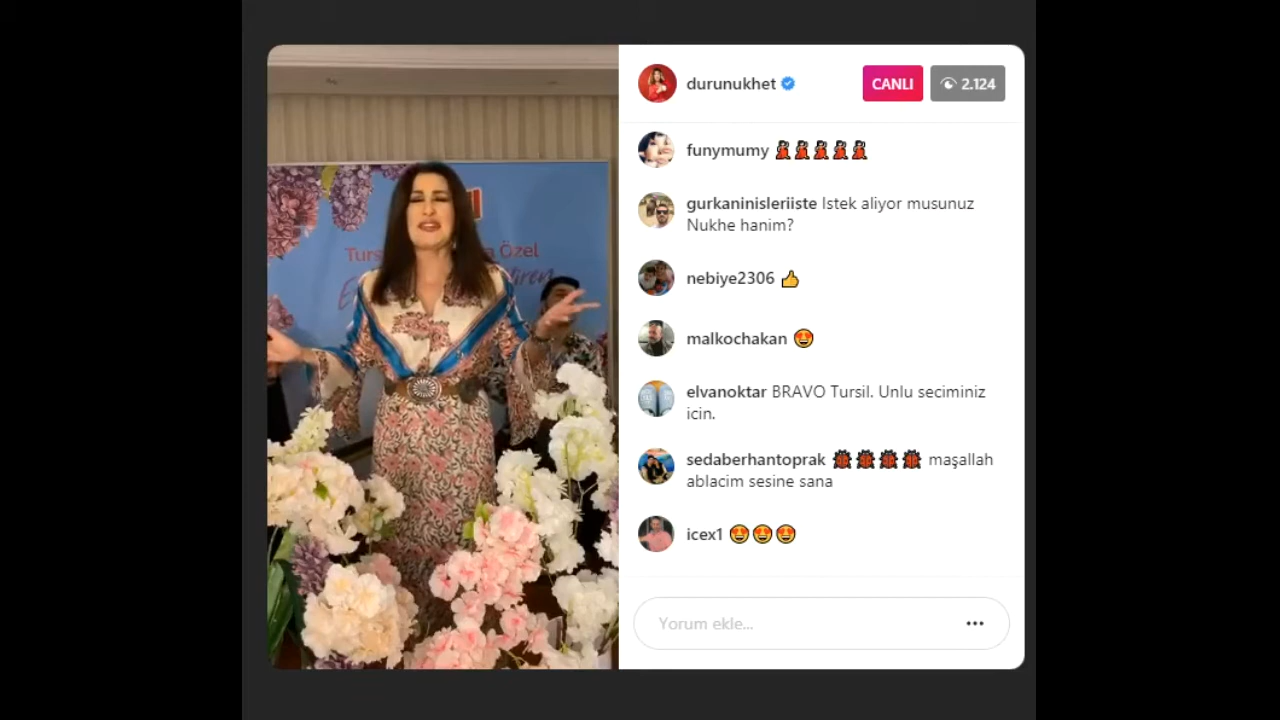 durunukhet
CANLI
2.124
funymumy
gurkaninisleriiste Istek aliyor musunuz
Nukhe hanim?
nebiye2306
malkochakan
elvanoktar BRAVO Tursil. Unlu seciminiz
icin.
sedaberhantoprak maşallah
ablacim sesine sana
icex1
Yorum ekle...
Özel